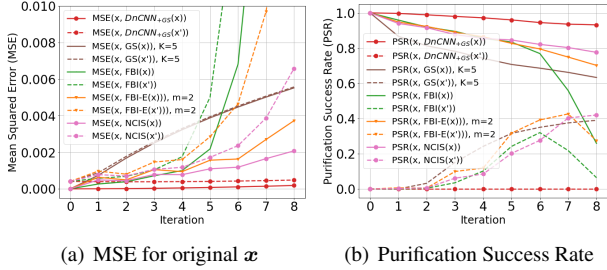 0.010
0.008
0.006
0.004
0.002
0.000
Mean Squared Error (MSE)
MSE(x, DnCNN+GS(x))
MSE(x, DnCNN+GS(x'))
MSE(x, GS(x)), K=5
MSE(x, GS(x')), K=5
MSE(x, FBI(x))
MSE(x, FBI(x')
MSE(x, FBI-E(x))), m=2
MSE(x, FBI-E(x'))), m=2
MSE(x, NCIS(x))
MSE(x, NCIS(x')
0 1 2 3 4 5 6 7 8
Iteration
(a) MSE for original x
1.0
0.8
0.6
0.4
0.2
0.0
Purification Success Rate (PSR)
PSR(x, DnCNN+GS(x))
PSR(x, DnCNN+GS(x'))
PSR(x, GS(x)), K=5
PSR(x, GS(x')), K=5
PSR(x, FBI(x))
PSR(x, FBI(x')
PSR(x, FBI-E(x))), m=2
PSR(x, FBI-E(x'))), m=2
PSR(x, NCIS(x))
PSR(x, NCIS(x')
0 1 2 3 4 5 6 7 8
Iteration
(b) Purification Success Rate